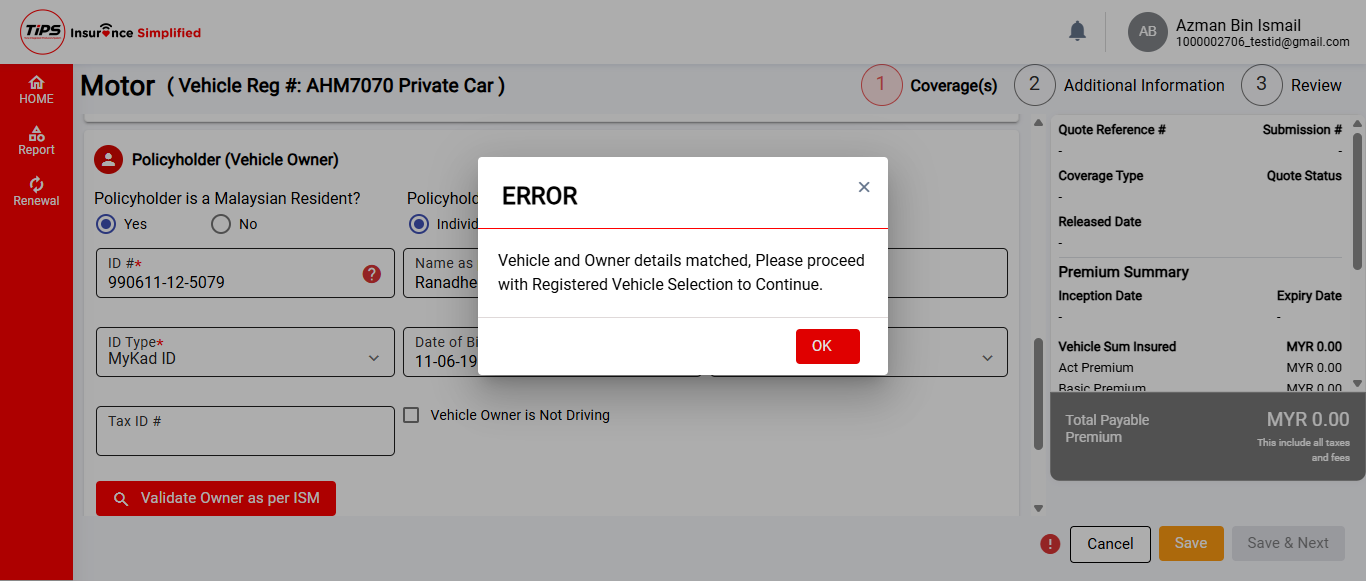 TiPS Insurance Simplified
Azman Bin Ismail
AB
1000002706_testid@gmail.com
HOME
Report
Renewal
Motor ( Vehicle Reg #: AHM7070 Private Car )
1 Coverage(s) 2 Additional Information 3 Review
Policyholder (Vehicle Owner)
Policyholder is a Malaysian Resident?
Yes No
Policyhold
Individ
ID #*
990611-12-5079
?
Name as
Ranadhe
ID Type*
MyKad ID
Date of Bi
11-06-19
Tax ID #
Vehicle Owner is Not Driving
Validate Owner as per ISM
ERROR
×
Vehicle and Owner details matched, Please proceed
with Registered Vehicle Selection to Continue.
OK
Quote Reference # Submission #
- -
Coverage Type Quote Status
-
Released Date
-
Premium Summary
Inception Date Expiry Date
- -
Vehicle Sum Insured MYR 0.00
Act Premium MYR 0.00
Basic Premium MYR 0.00
Total Payable
Premium
MYR 0.00
This include all taxes
and fees
! Cancel Save Save & Next